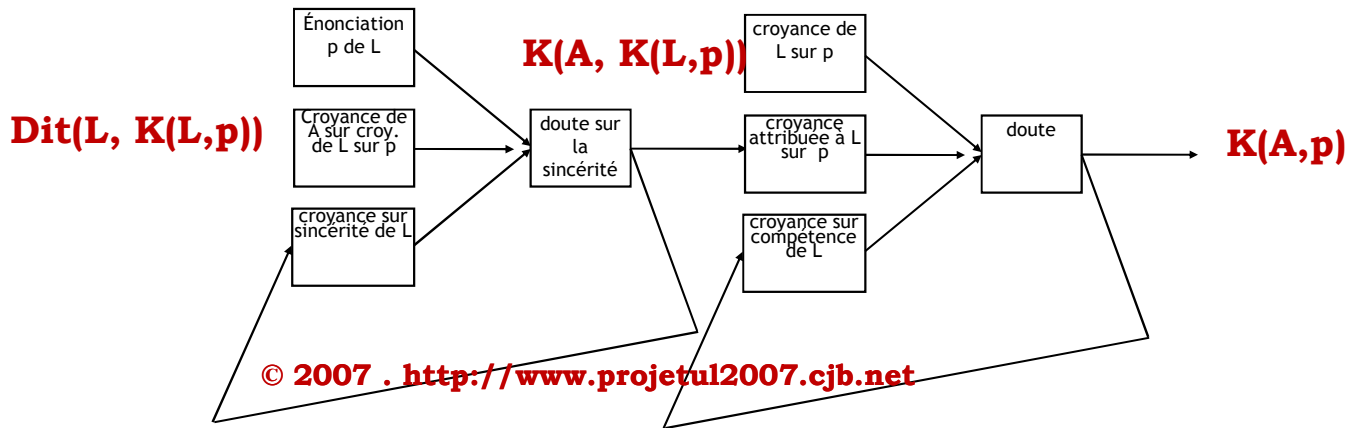 Énonciation
p de L
K(A, K(L,p))
croyance de
L sur p
Dit(L, K(L,p))
Croyance de
A sur croy.
de L sur p
doute sur
la
sincérité
croyance
attribuée à L
sur p
doute
K(A,p)
croyance sur
sincérité de L
croyance sur
compétence
de L
© 2007 . http://www.projetul2007.cjb.net